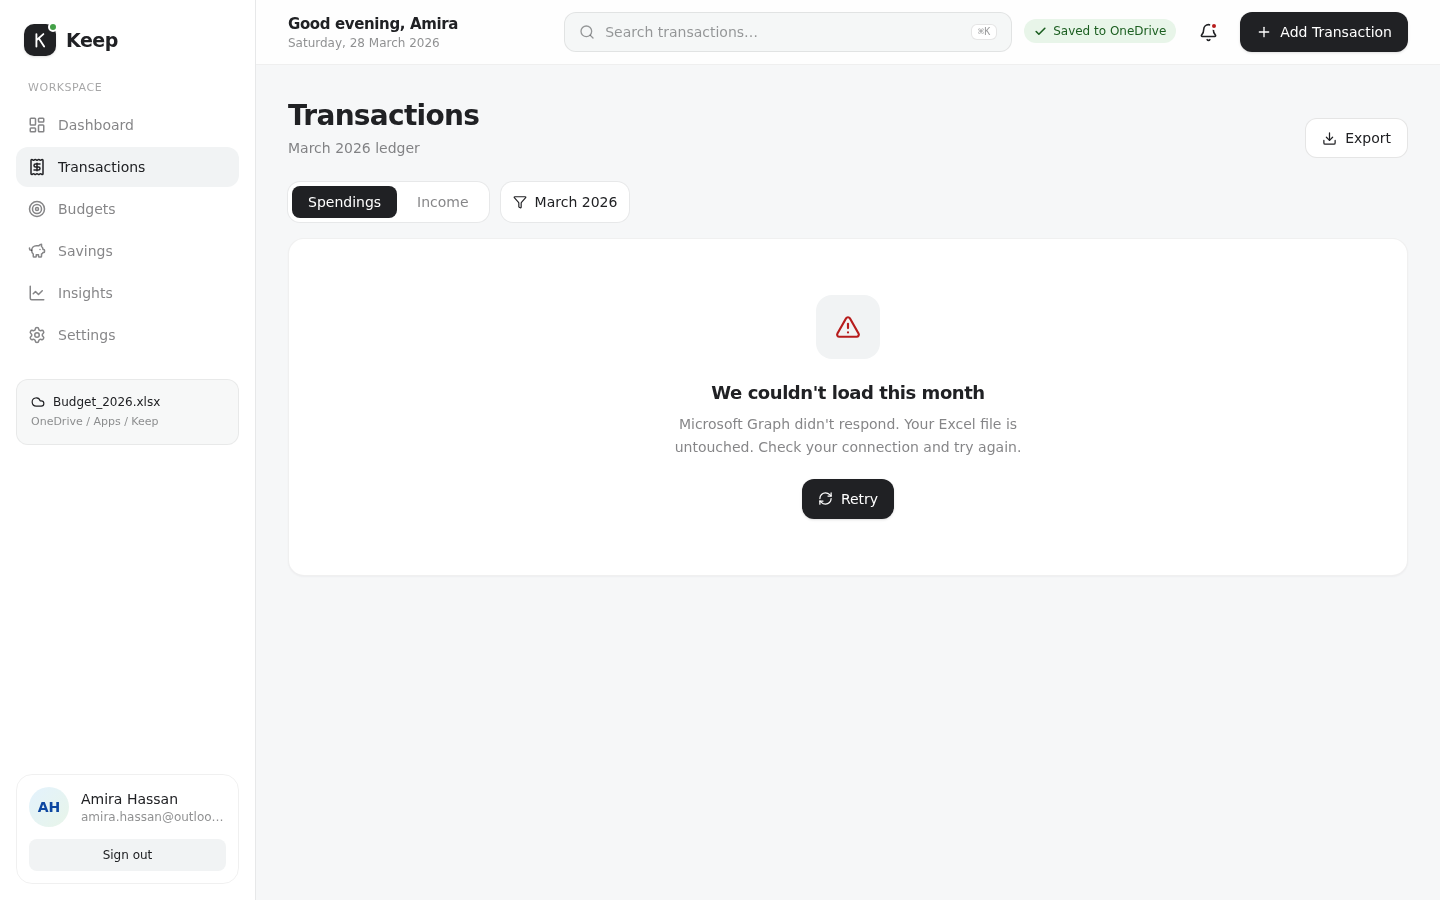 Keep
WORKSPACE
Dashboard
Transactions
Budgets
Savings
Insights
Settings
Budget_2026.xlsx
OneDrive / Apps / Keep
AH
Amira Hassan
amira.hassan@outloo...
Sign out
Good evening, Amira
Saturday, 28 March 2026
Search transactions...
⌘K
Saved to OneDrive
Add Transaction
Transactions
March 2026 ledger
Export
Spendings
Income
March 2026
We couldn't load this month
Microsoft Graph didn't respond. Your Excel file is
untouched. Check your connection and try again.
Retry